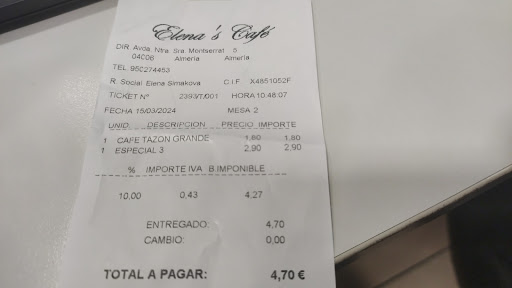 Elena's Café
DIR. Avda. Ntra. Sra. Montserrat 5
04006 Almería Almería
TEL. 950274453
R. Social: Elena Simakova C.I.F. X4851052F
TICKET Nº 2393/T/001 HORA 10:48:07
FECHA 15/03/2024 MESA 2
UNID. DESCRIPCION PRECIO IMPORTE
1 CAFE TAZON GRANDE 1,80 1,80
1 ESPECIAL 3 2,90 2,90
% IMPORTE IVA B.IMPONIBLE
10,00 0,43 4,27
ENTREGADO: 4,70
CAMBIO: 0,00
TOTAL A PAGAR: 4,70 €